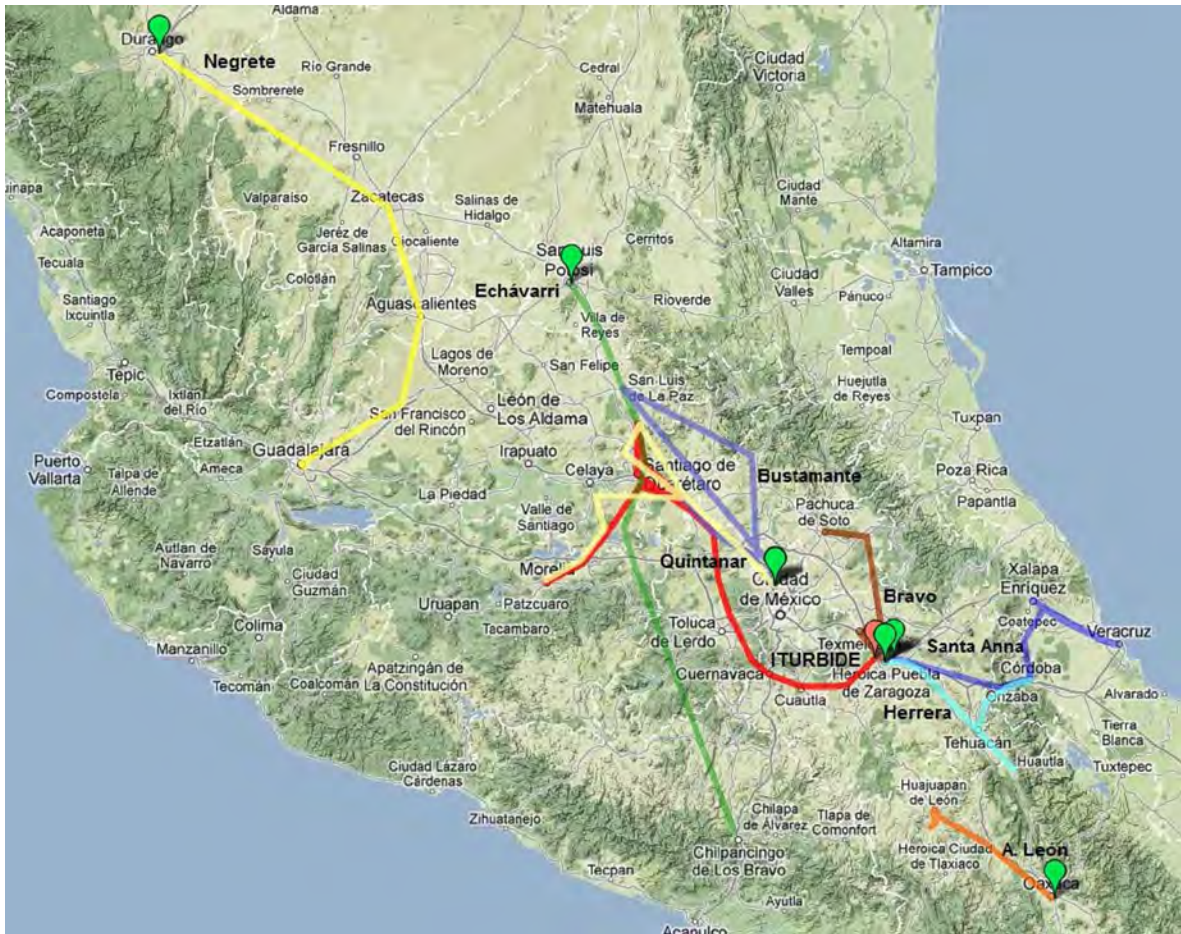 Aldama
Durango
Negrete
Río Grande
Cedral
Ciudad
Victoria
Sombrerete
Matehuala
Fresnillo
Valparaíso
Zacatecas
Salinas de
Hidalgo
Ciudad
Mante
Acaponeta
Jeréz de
García Salinas
Ojocaliente
Cerritos
Tecuala
San Luis
Potosí
Altamira
Tampico
Colotlán
Echávarri
Ciudad
Valles
Santiago
Ixcuintla
Aguascalientes
Rioverde
Pánuco
Villa de
Reyes
Lagos de
Moreno
San Felipe
Tempoal
Tepic
San Luis
de La Paz
Compostela
Ixtlán
del Río
León de
Los Aldama
Huejutla
de Reyes
San Francisco
del Rincón
Tuxpan
Etzatlán
Guadalajara
Irapuato
Santiago de
Querétaro
Puerto
Vallarta
Talpa de
Allende
Ameca
Celaya
Bustamante
Poza Rica
La Piedad
Papantla
Valle de
Santiago
Pachuca
de Soto
Autlan de
Navarro
Sayula
Morelia
Quintanar
Ciudad
de México
Xalapa
Enríquez
Ciudad
Guzmán
Uruapan
Patzcuaro
Bravo
Coatepec
Colima
Tacambaro
Toluca
de Lerdo
Veracruz
Manzanillo
ITURBIDE
Santa Anna
Apatzingán de
La Constitución
Cuernavaca
Heroica Puebla
de Zaragoza
Córdoba
Tecomán
Coalcomán
Cuautla
Orizaba
Alvarado
Herrera
Tierra
Blanca
Tehuacán
Ciudad Lázaro
Cárdenas
Huautla
Tuxtepec
Huajuapan
de León
Zihuatanejo
Chilapa
de Álvarez
Tlapa de
Comonfort
Chilpancingo
de Los Bravo
Heroica Ciudad
de Tlaxiaco
A. León
Tecpan
Oaxaca
Ayutla
Acapulco